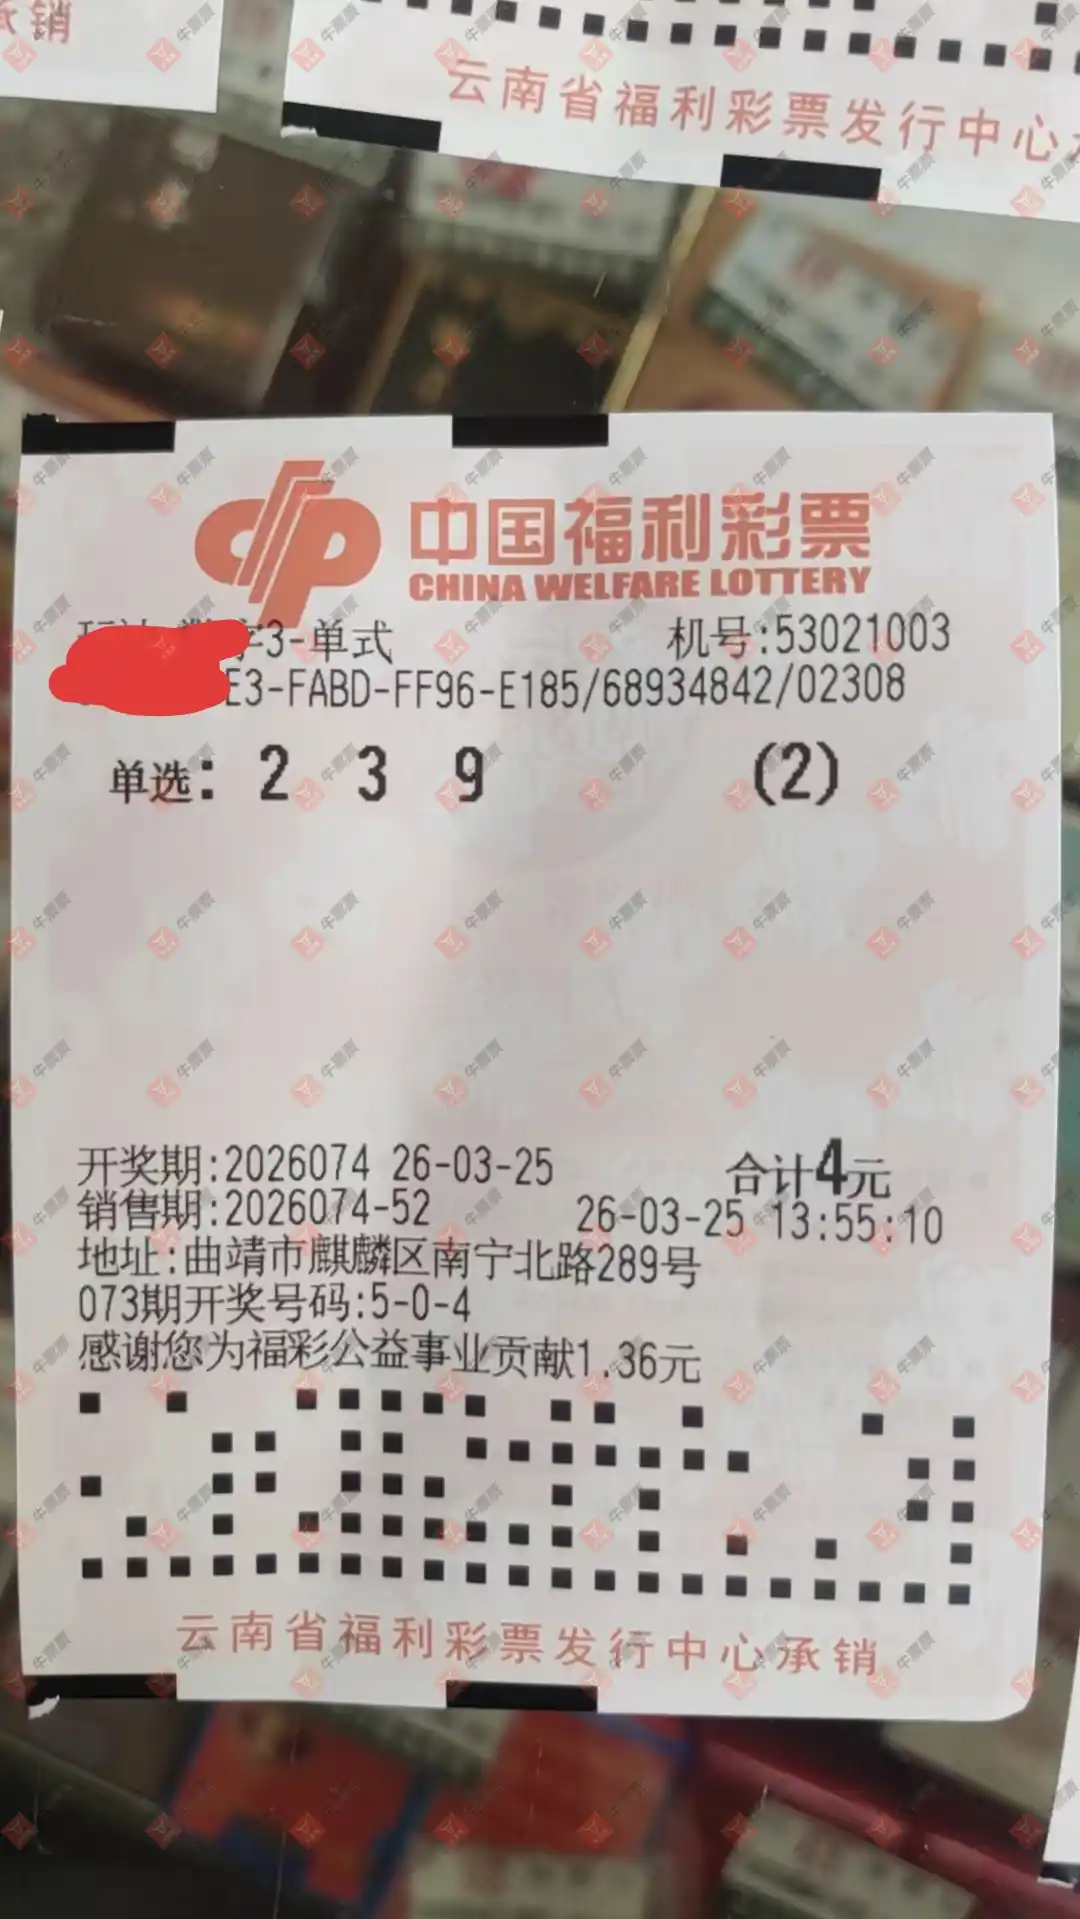 承销
云南省福利彩票发行中心
中国福利彩票
CHINA WELFARE LOTTERY
字3-单式 机号:53021003
E3-FABD-FF96-E185/68934842/02308
单选: 2 3 9 (2)
开奖期:2026074 26-03-25 合计4元
销售期:2026074-52 26-03-25 13:55:10
地址:曲靖市麒麟区南宁北路289号
073期开奖号码:5-0-4
感谢您为福彩公益事业贡献1.36元
云南省福利彩票发行中心承销
牛票票